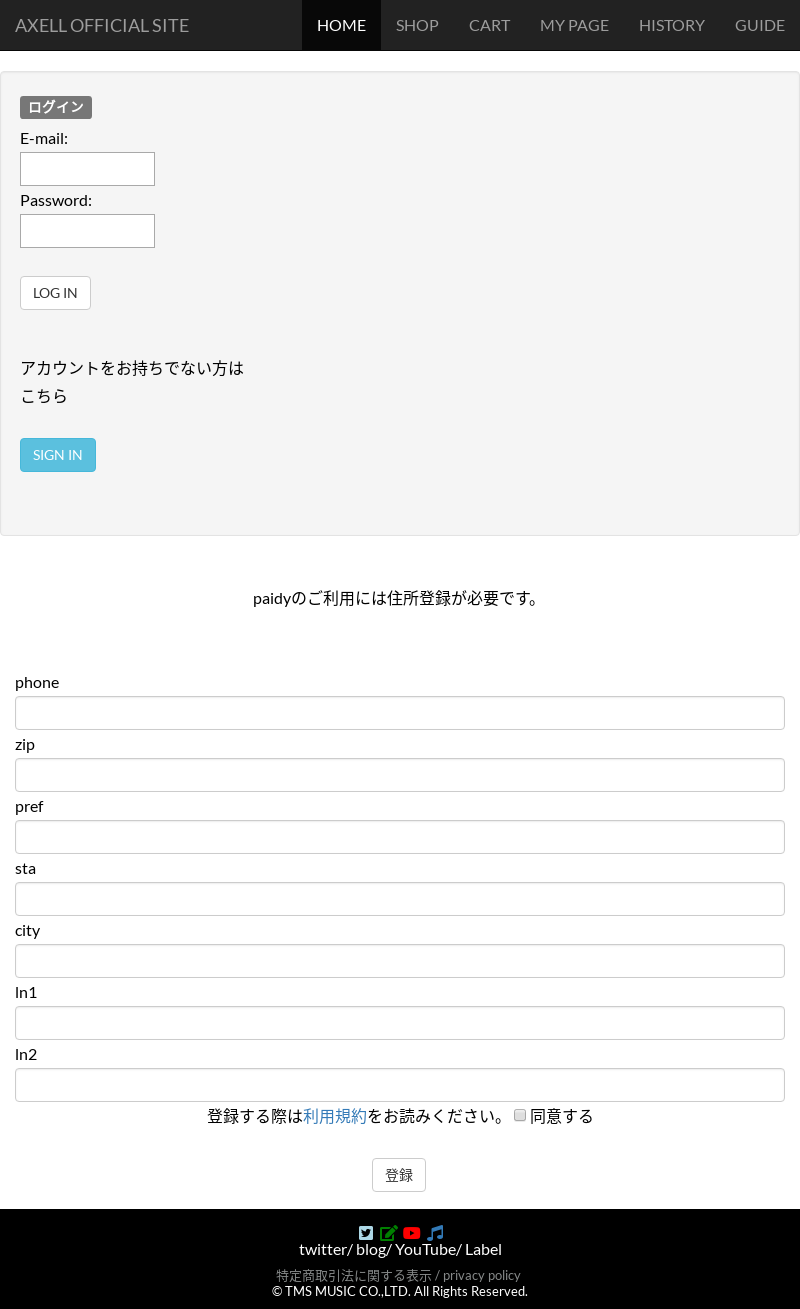 AXELL OFFICIAL SITE HOME SHOP CART MY PAGE HISTORY GUIDE
ログイン
E-mail:
Password:
LOG IN
アカウントをお持ちでない方は
こちら
SIGN IN
paidyのご利用には住所登録が必要です。
phone
zip
pref
sta
city
ln1
ln2
登録する際は利用規約をお読みください。 同意する
登録
twitter/ blog/ YouTube/ Label
特定商取引法に関する表示 / privacy policy
© TMS MUSIC CO.,LTD. All Rights Reserved.